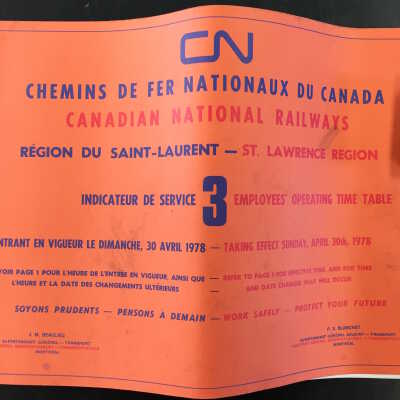 CN
CHEMINS DE FER NATIONAUX DU CANADA
CANADIAN NATIONAL RAILWAYS
RÉGION DU SAINT-LAURENT — ST. LAWRENCE REGION
INDICATEUR DE SERVICE 3 EMPLOYEES' OPERATING TIME TABLE
NTRANT EN VIGUEUR LE DIMANCHE, 30 AVRIL 1978 — TAKING EFFECT SUNDAY, APRIL 30th, 1978
VOIR PAGE 1 POUR L'HEURE DE L'ENTRÉE EN VIGUEUR, AINSI QUE — REFER TO PAGE 1 FOR EFFECTIVE TIME AND FOR TIME
L'HEURE ET LA DATE DES CHANGEMENTS ULTÉRIEURS — AND DATE CHANGES THAT WILL OCCUR
SOYONS PRUDENTS — PENSONS À DEMAIN — WORK SAFELY — PROTECT YOUR FUTURE
J. M. BEAULIEU
MONTRÉAL
MONTRÉAL